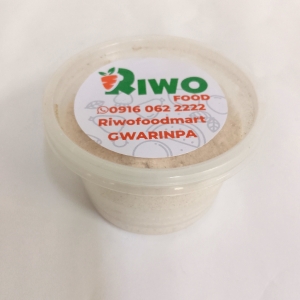 RIWO
FOOD
0916 062 2222
Riwofoodmart
GWARINPA